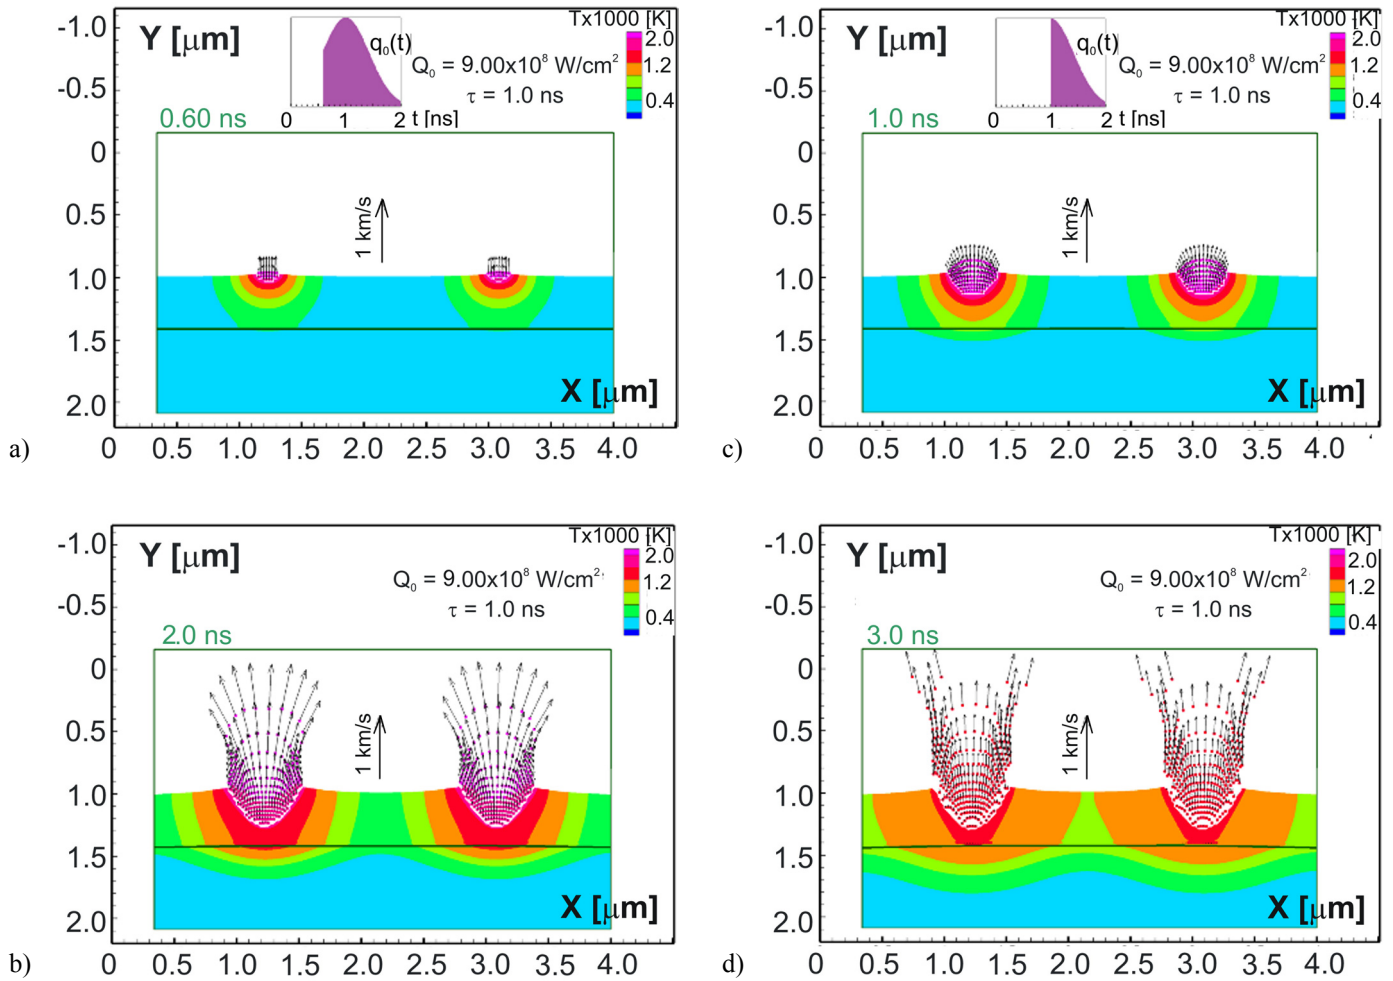 -1.0
Y [μm]
Tx1000 [K]
2.0
q₀(t)
Q₀ = 9.00x10⁸ W/cm²
1.2
-0.5
τ = 1.0 ns
0.4
0.60 ns
0 1 2 t [ns]
0
0.5
1 km/s
1.0
1.5
X [μm]
2.0
0 0.5 1.0 1.5 2.0 2.5 3.0 3.5 4.0
a)
-1.0
Y [μm]
Tx1000 [K]
2.0
q₀(t)
Q₀ = 9.00x10⁸ W/cm²
1.2
-0.5
τ = 1.0 ns
0.4
1.0 ns
0 1 2 t [ns]
0
0.5
1 km/s
1.0
1.5
X [μm]
2.0
0 0.5 1.0 1.5 2.0 2.5 3.0 3.5 4.0
c)
-1.0
Y [μm]
Tx1000 [K]
2.0
Q₀ = 9.00x10⁸ W/cm²
1.2
-0.5
τ = 1.0 ns
0.4
2.0 ns
0
0.5
1 km/s
1.0
1.5
X [μm]
2.0
0 0.5 1.0 1.5 2.0 2.5 3.0 3.5 4.0
b)
-1.0
Y [μm]
Tx1000 [K]
2.0
Q₀ = 9.00x10⁸ W/cm²
1.2
-0.5
τ = 1.0 ns
0.4
3.0 ns
0
0.5
1 km/s
1.0
1.5
X [μm]
2.0
0 0.5 1.0 1.5 2.0 2.5 3.0 3.5 4.0
d)